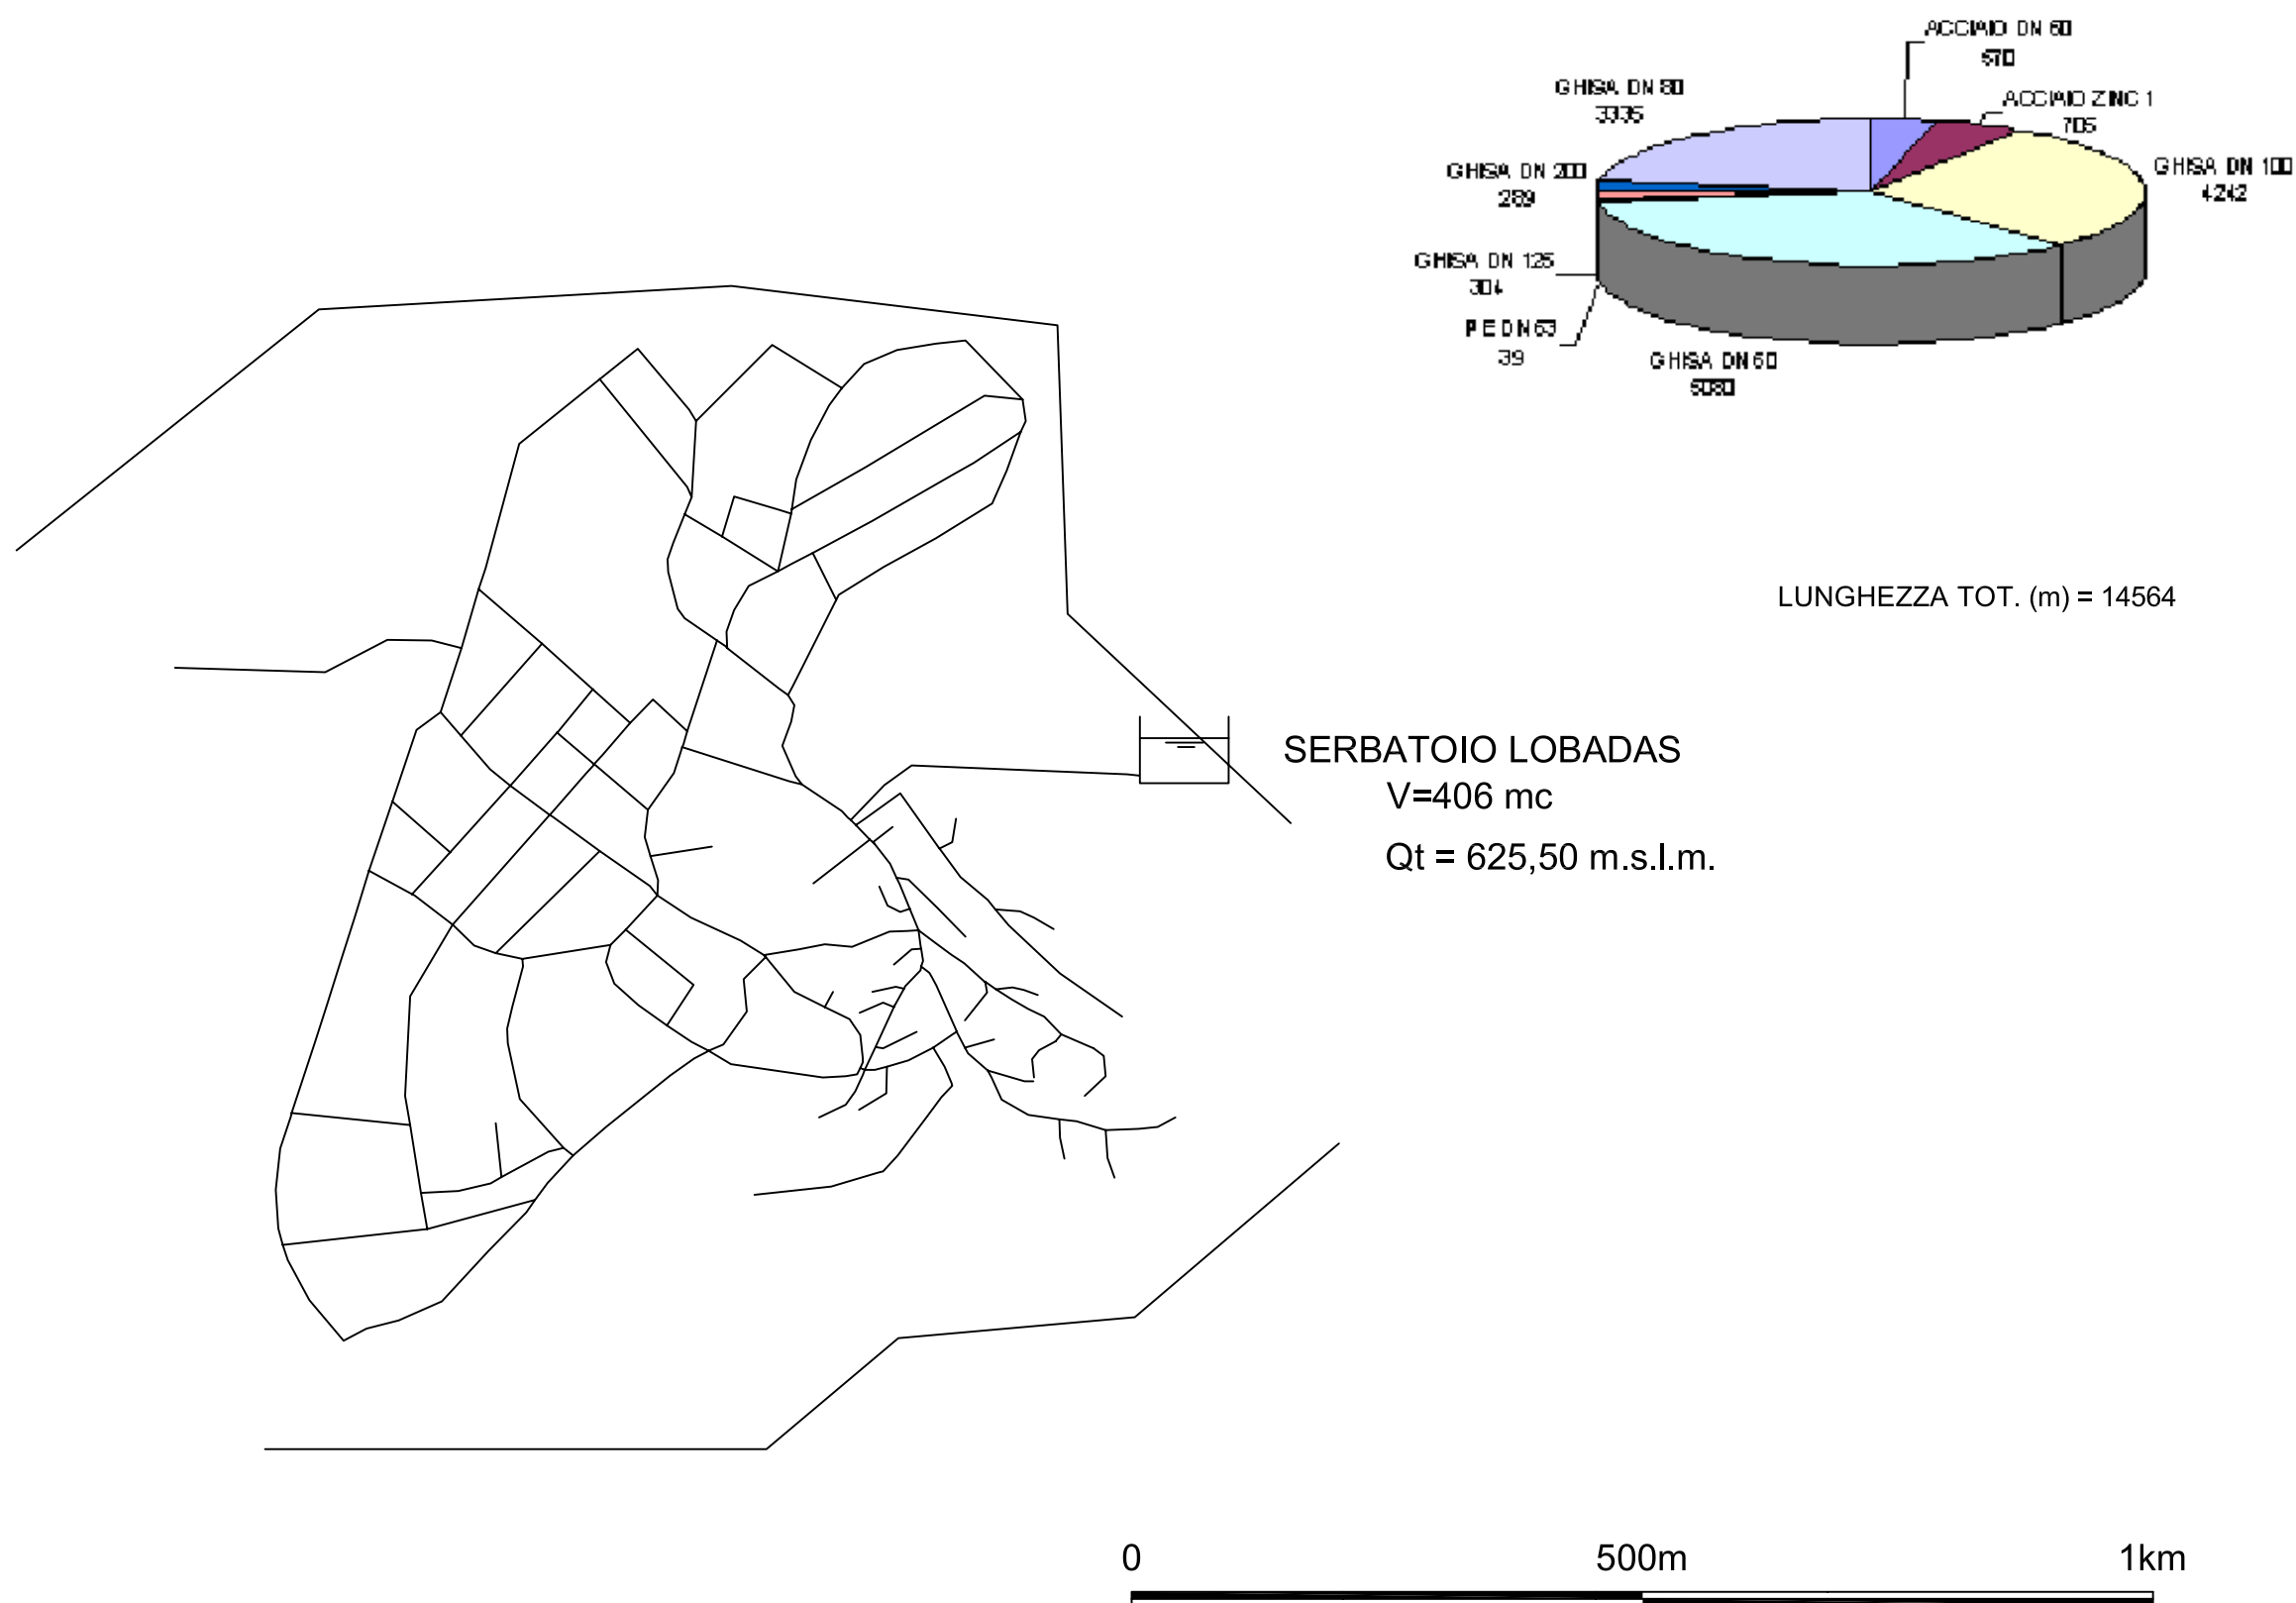 ACCIAIO DN 60
570
GHISA DN 80
3335
ACCIAIO ZINC 1
705
GHISA DN 200
289
GHISA DN 100
4242
GHISA DN 125
304
PE DN 63
39
GHISA DN 60
5080
LUNGHEZZA TOT. (m) = 14564
SERBATOIO LOBADAS
V=406 mc
Qt = 625,50 m.s.l.m.
0 500m 1km